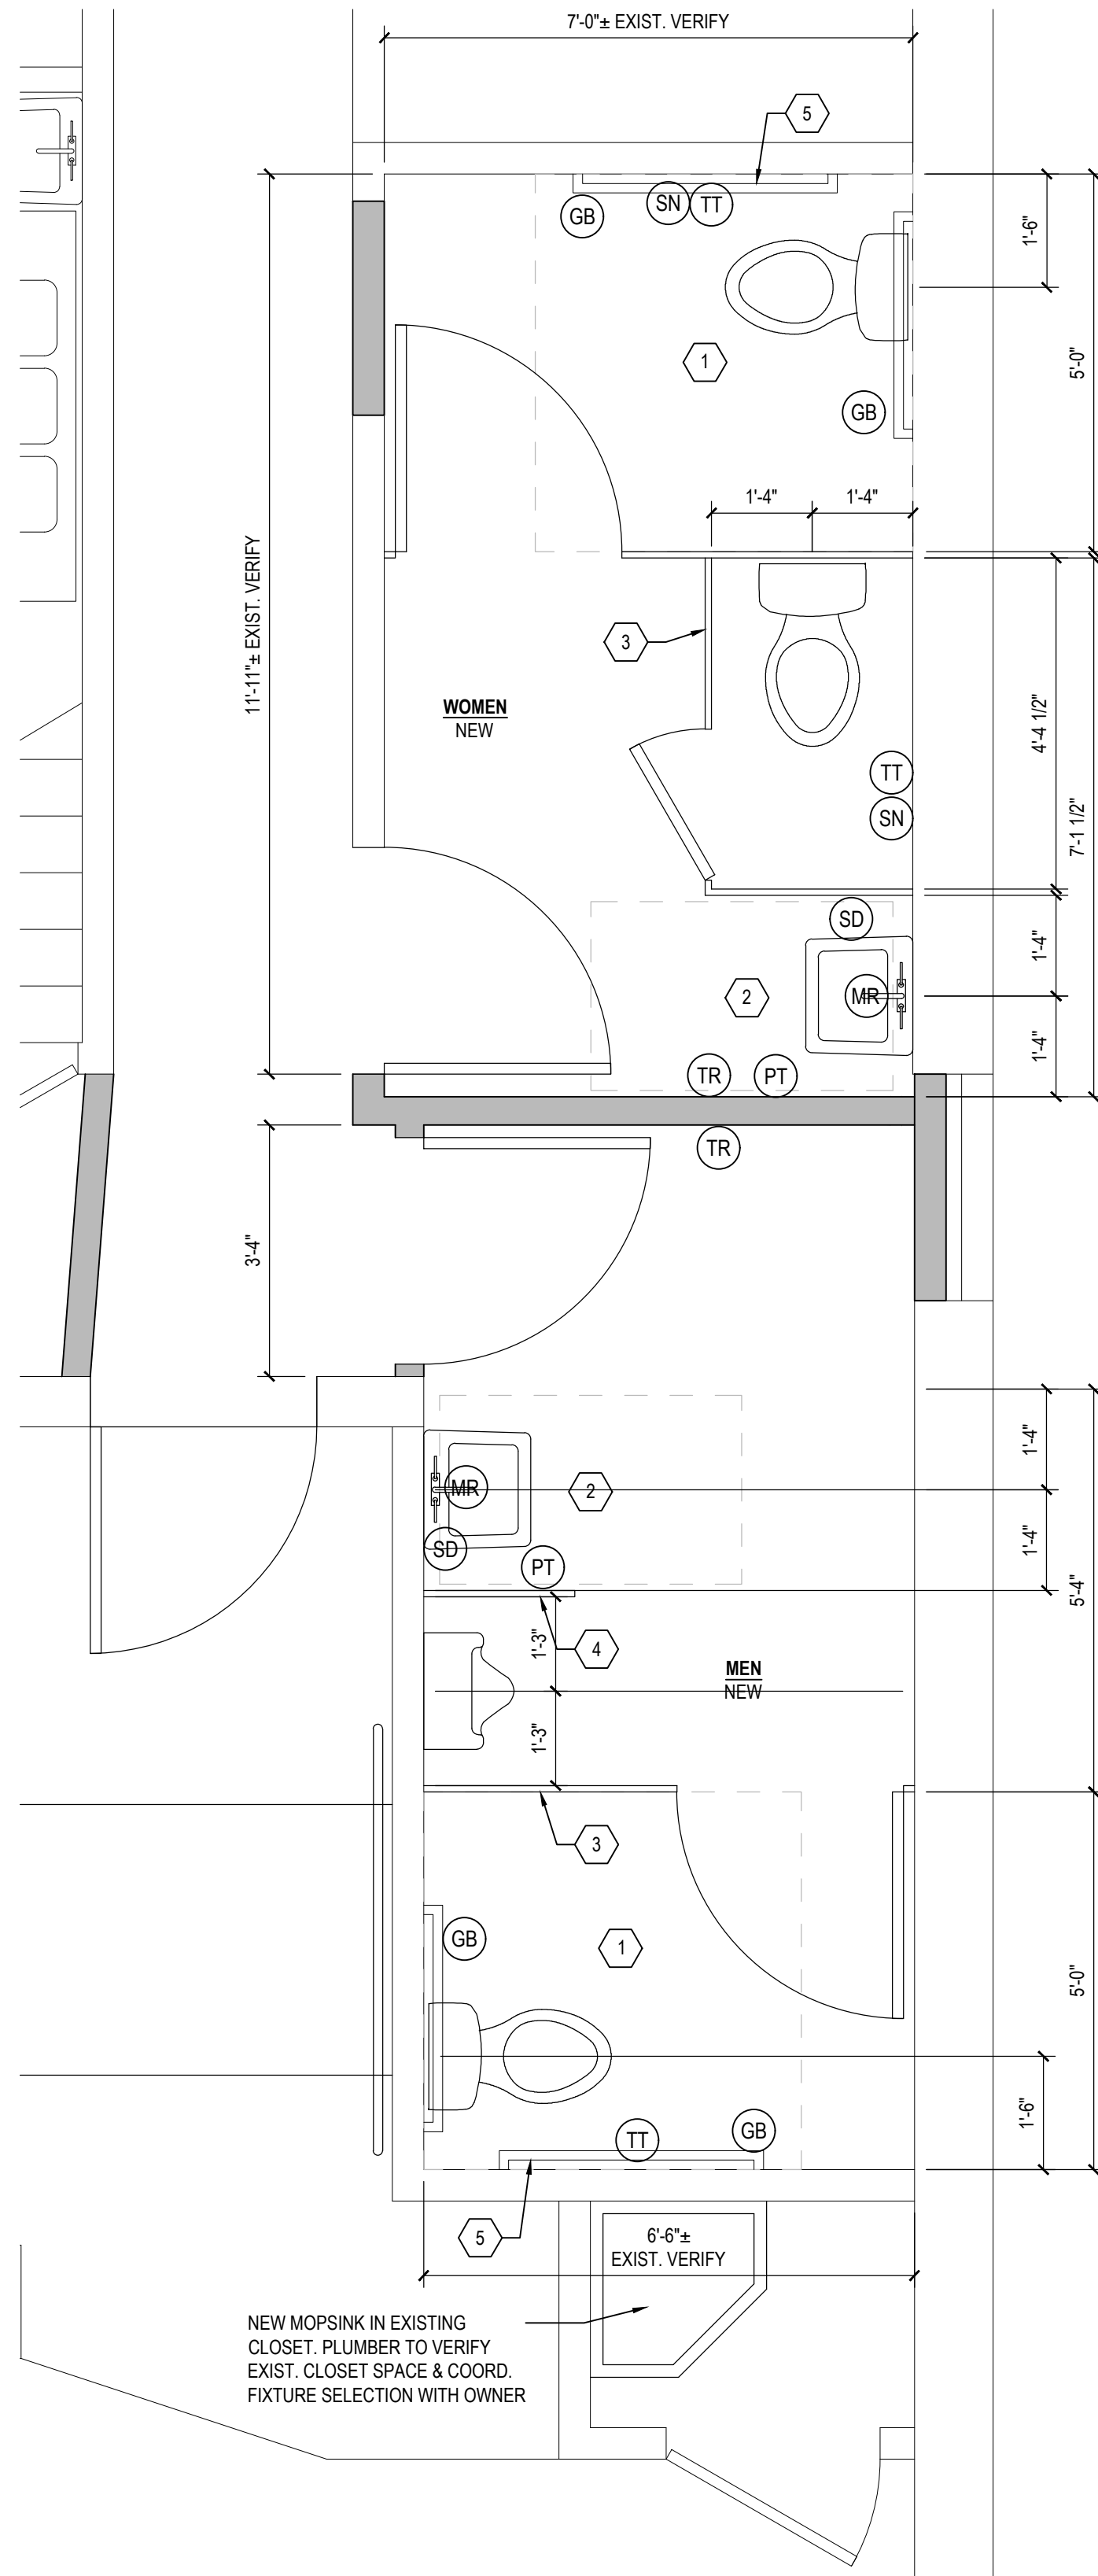 7'-0"± EXIST. VERIFY
5
SN
TT
GB
1'-6"
5'-0"
1
GB
1'-4"
1'-4"
11'-11"± EXIST. VERIFY
3
WOMEN
NEW
4'-4 1/2"
TT
SN
7'-1 1/2"
SD
1'-4"
2
MR
1'-4"
TR
PT
TR
3'-4"
1'-4"
MR
2
1'-4"
SD
PT
5'-4"
1'-3"
4
MEN
NEW
1'-3"
3
GB
1
5'-0"
1'-6"
TT
GB
5
6'-6"±
EXIST. VERIFY
NEW MOPSINK IN EXISTING
CLOSET. PLUMBER TO VERIFY
EXIST. CLOSET SPACE & COORD.
FIXTURE SELECTION WITH OWNER